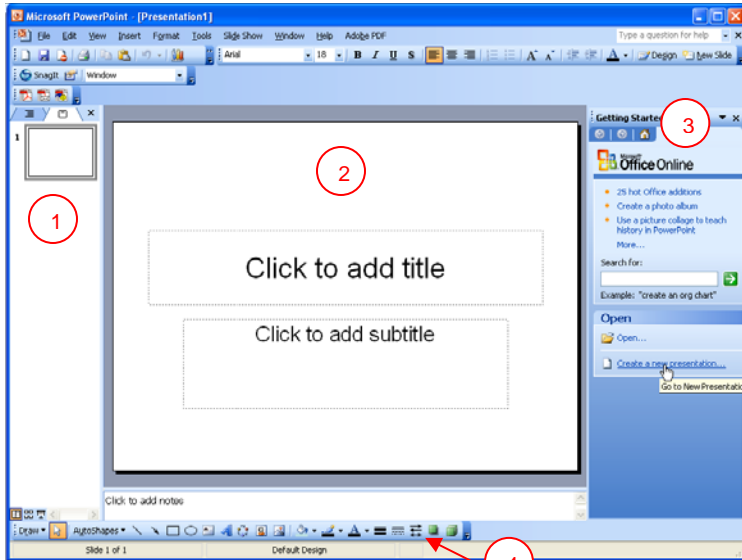 Microsoft PowerPoint - [Presentation1]
File Edit View Insert Format Tools Slide Show Window Help Adobe PDF Type a question for help
Arial 18 B I U S A A A Design New Slide
SnagIt Window
1
Click to add title
Click to add subtitle
Click to add notes
1
2
3
Getting Starte
Microsoft
Office Online
25 hot Office additions
Create a photo album
Use a picture collage to teach
history in PowerPoint
More...
Search for:
Example: "create an org chart"
Open
Open...
Create a new presentation...
Go to New Presentatio
Draw AutoShapes A
Slide 1 of 1 Default Design